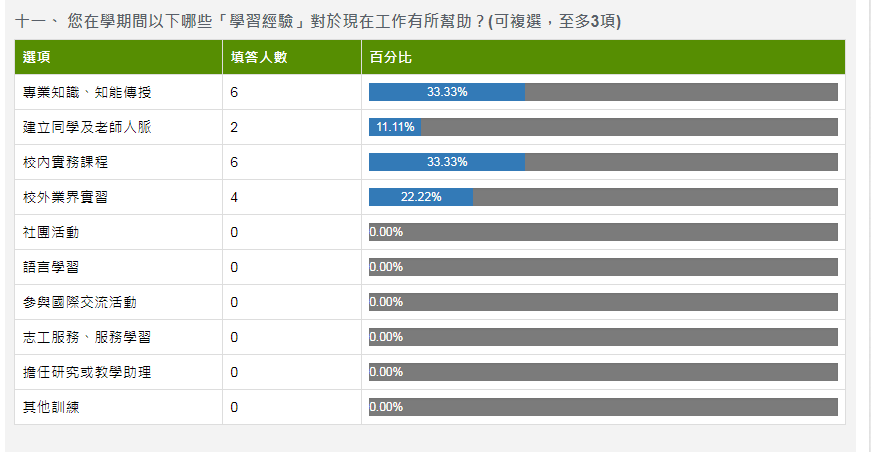 十一、 您在學期間以下哪些「學習經驗」對於現在工作有所幫助？(可複選，至多3項)
選項 填答人數 百分比
專業知識、知能傳授 6 33.33%
建立同學及老師人脈 2 11.11%
校內實務課程 6 33.33%
校外業界實習 4 22.22%
社團活動 0 0.00%
語言學習 0 0.00%
參與國際交流活動 0 0.00%
志工服務、服務學習 0 0.00%
擔任研究或教學助理 0 0.00%
其他訓練 0 0.00%